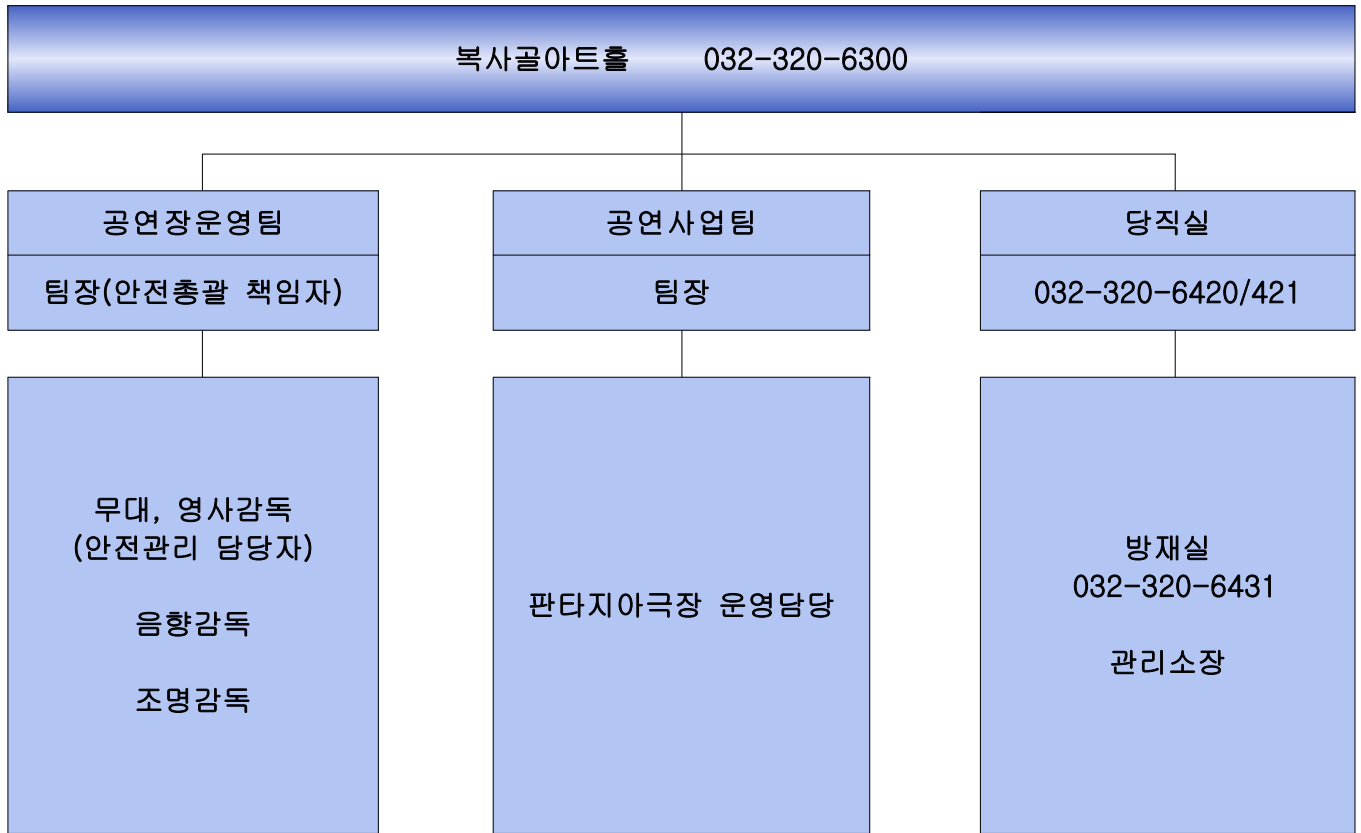 복사골아트홀 032-320-6300
공연장운영팀
팀장(안전총괄 책임자)
무대, 영사감독
(안전관리 담당자)
음향감독
조명감독
공연사업팀
팀장
판타지아극장 운영담당
당직실
032-320-6420/421
방재실
032-320-6431
관리소장